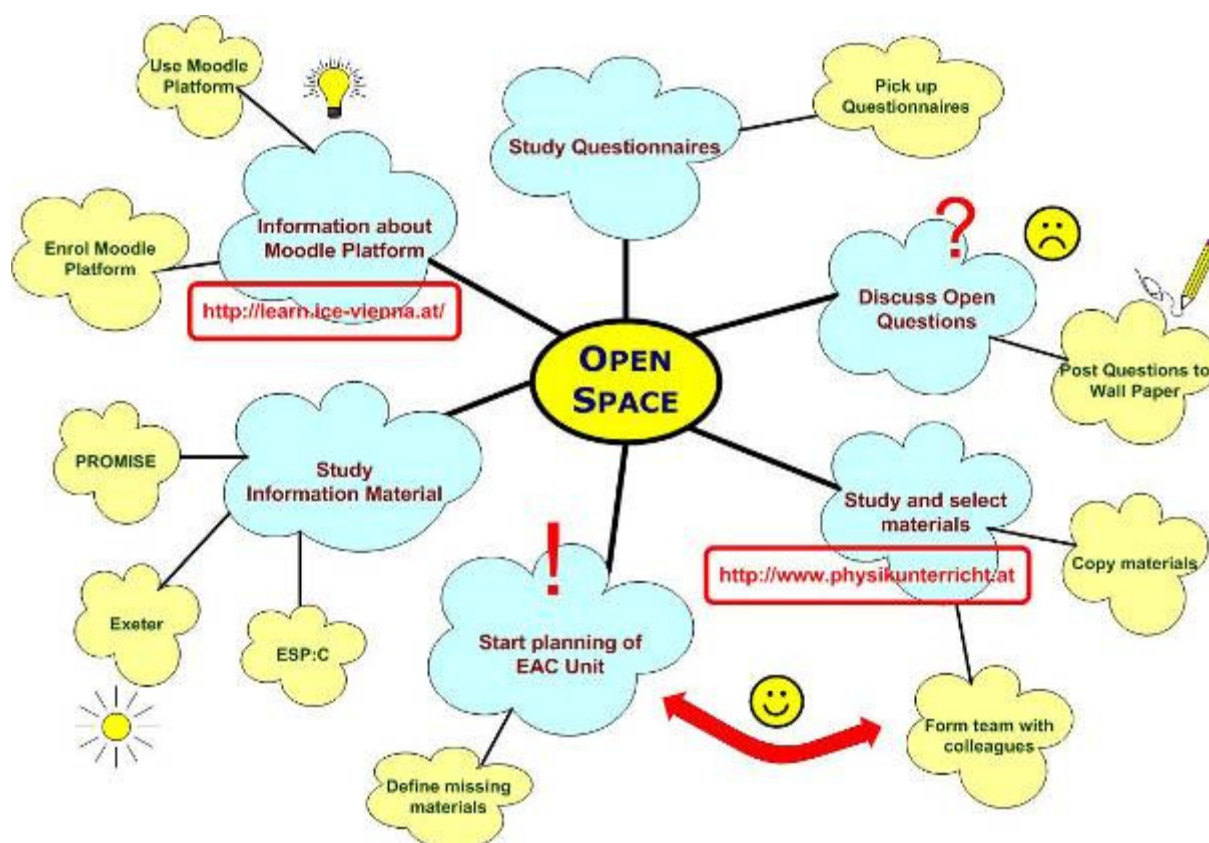 Use Moodle
Platform
Pick up
Questionnaires
Study Questionnaires
Information about
Moodle Platform
Enrol Moodle
Platform
http://learn.ice-vienna.at/
?
Discuss Open
Questions
OPEN
SPACE
Post Questions to
Wall Paper
PROMISE
Study
Information Material
Study and select
materials
http://www.physikunterricht.at
Copy materials
!
Exeter
ESP:C
Start planning of
EAC Unit
Form team with
colleagues
Define missing
materials